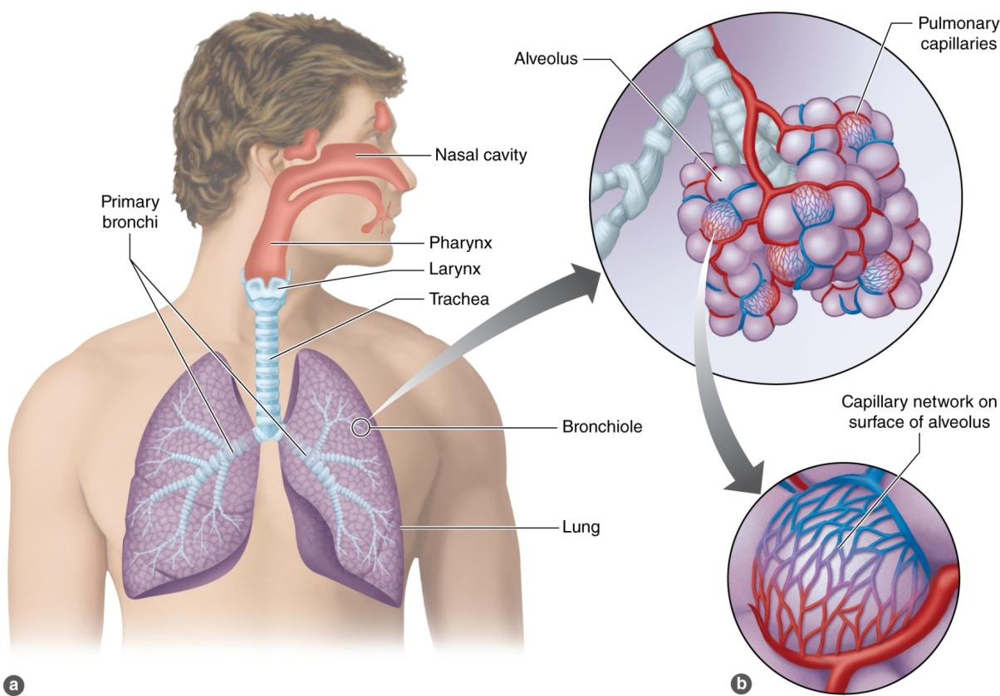 Pulmonary
capillaries
Alveolus
Nasal cavity
Primary
bronchi
Pharynx
Larynx
Trachea
Capillary network on
surface of alveolus
Bronchiole
Lung
a
b